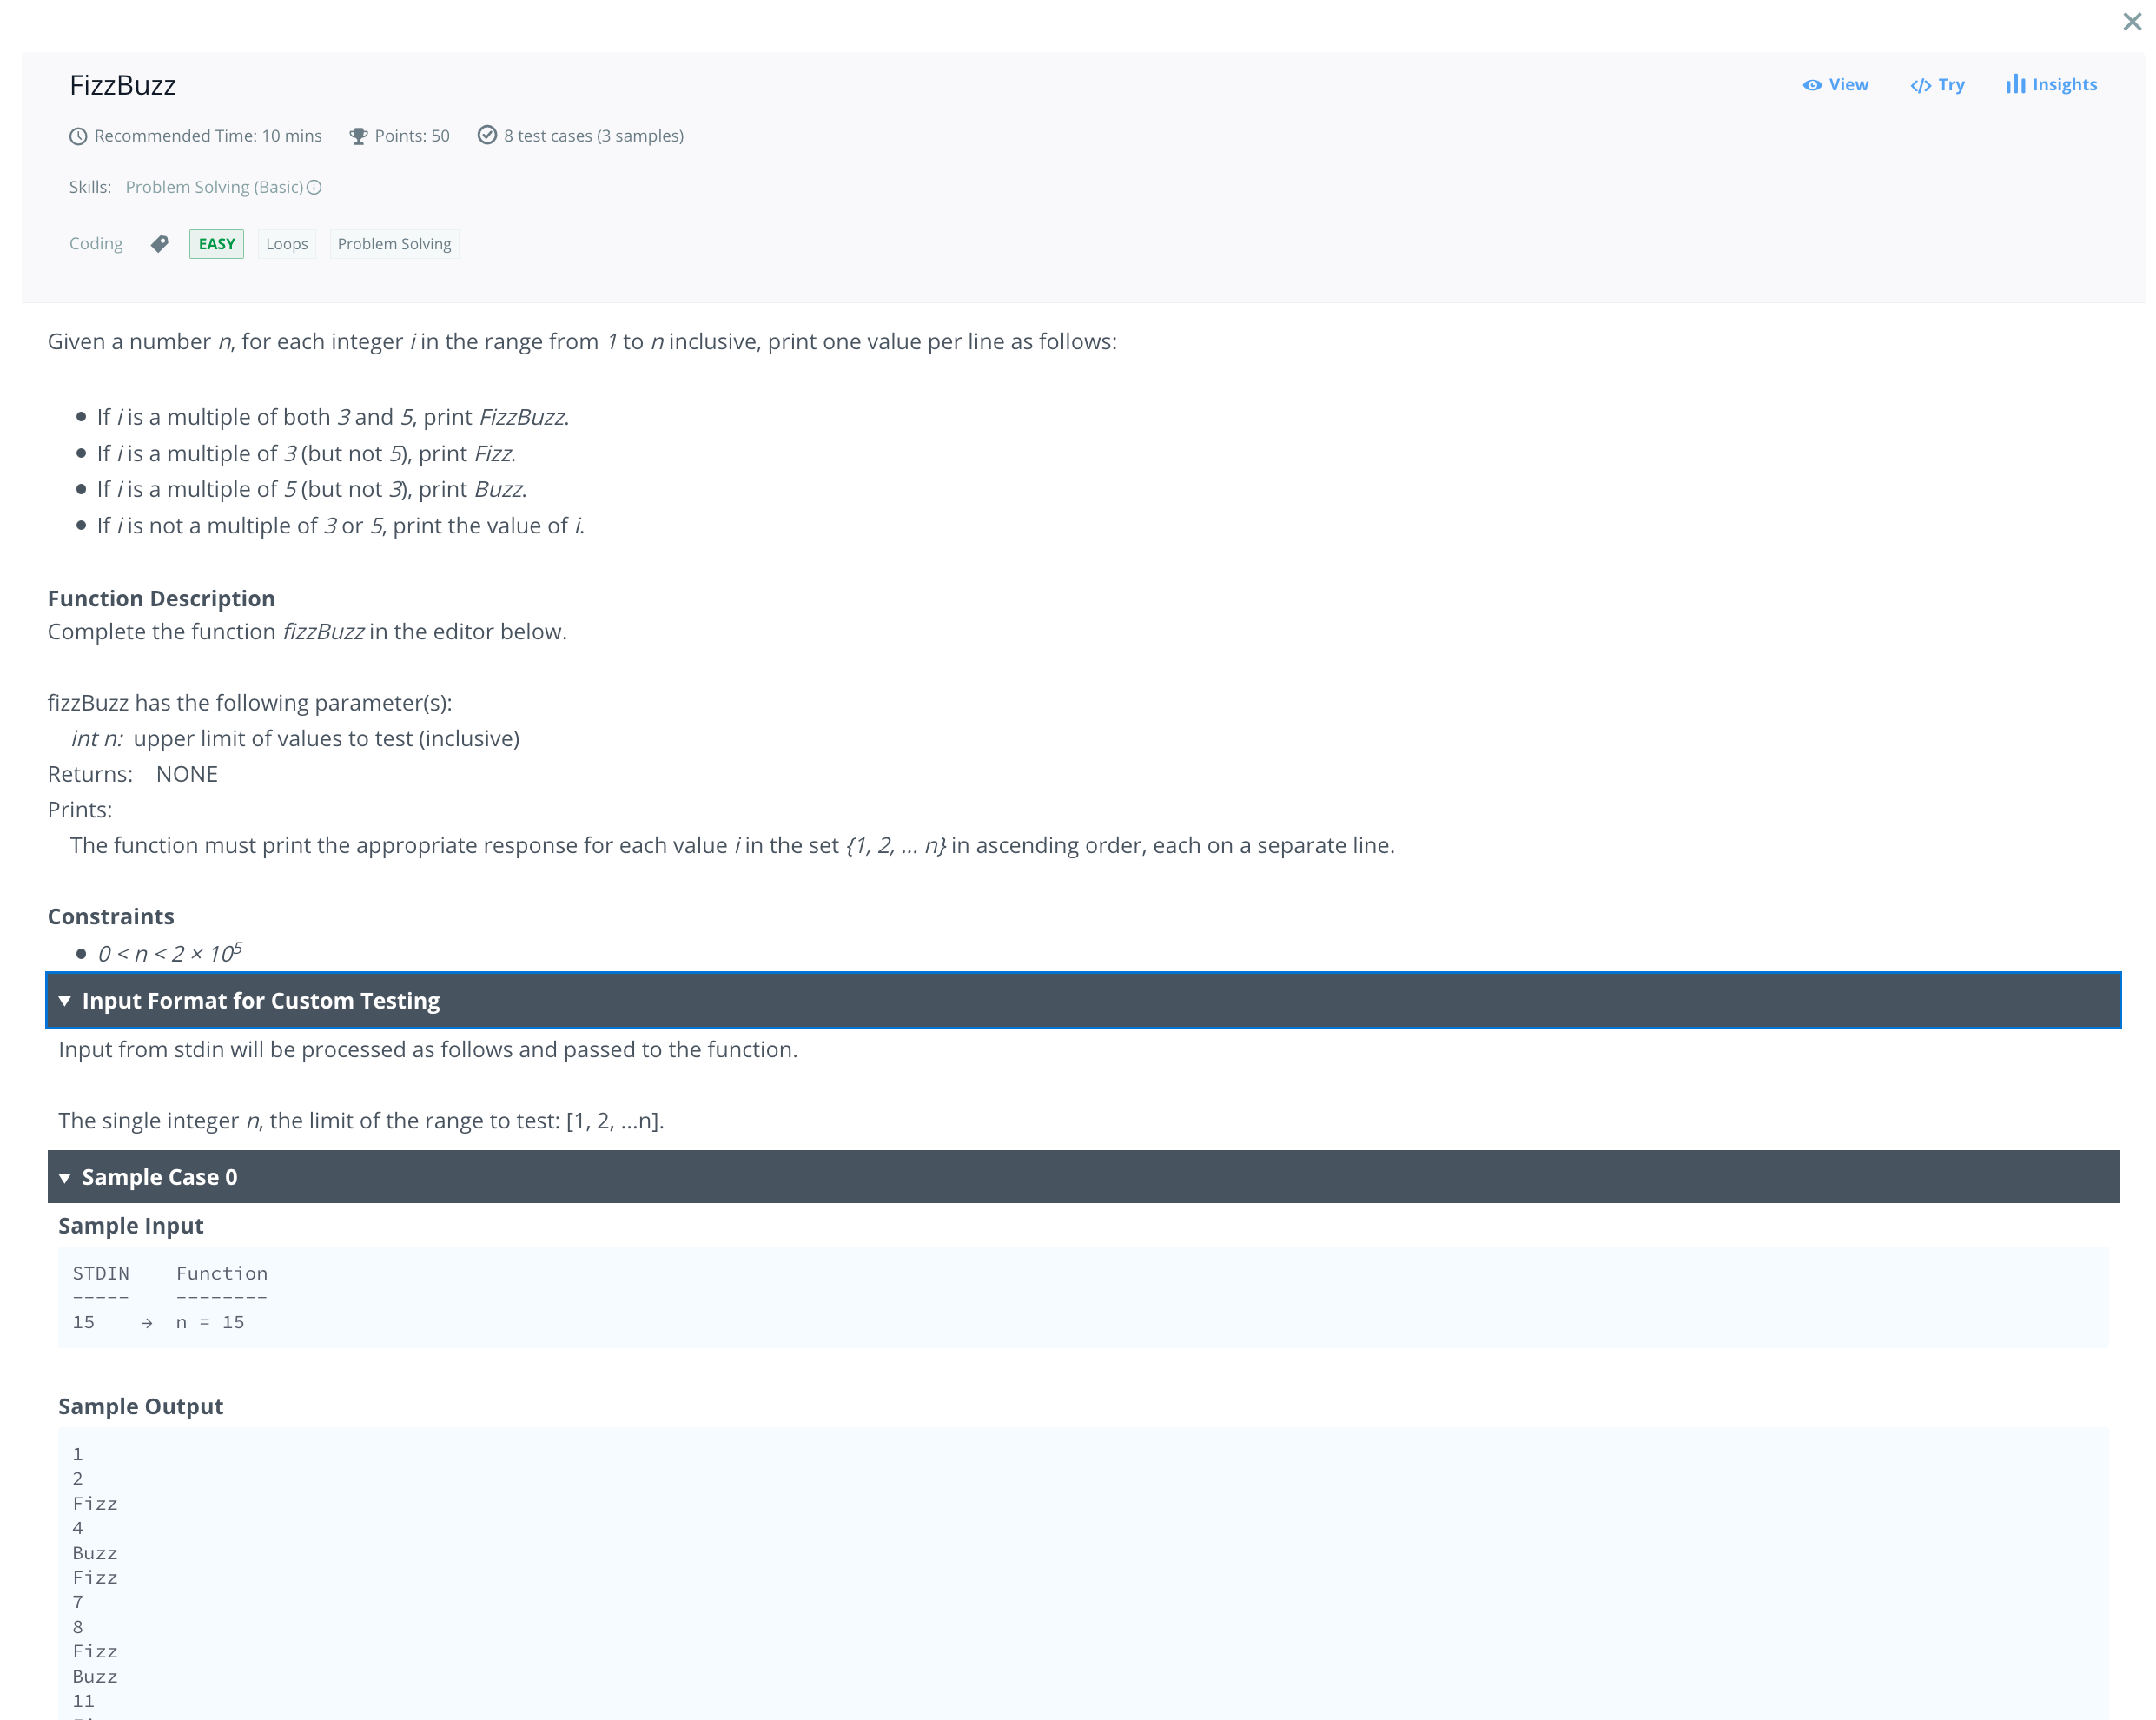 FizzBuzz
View
</> Try
Insights
Recommended Time: 10 mins
Points: 50
8 test cases (3 samples)
Skills: Problem Solving (Basic)
Coding
EASY
Loops
Problem Solving
Given a number n, for each integer i in the range from 1 to n inclusive, print one value per line as follows:
● If i is a multiple of both 3 and 5, print FizzBuzz.
● If i is a multiple of 3 (but not 5), print Fizz.
● If i is a multiple of 5 (but not 3), print Buzz.
● If i is not a multiple of 3 or 5, print the value of i.
Function Description
Complete the function fizzBuzz in the editor below.
fizzBuzz has the following parameter(s):
int n: upper limit of values to test (inclusive)
Returns: NONE
Prints:
The function must print the appropriate response for each value i in the set {1, 2, ... n} in ascending order, each on a separate line.
Constraints
● 0 < n < 2 × 10⁵
▼ Input Format for Custom Testing
Input from stdin will be processed as follows and passed to the function.
The single integer n, the limit of the range to test: [1, 2, ...n].
▼ Sample Case 0
Sample Input
STDIN    Function
-----    --------
15    →  n = 15
Sample Output
1
2
Fizz
4
Buzz
Fizz
7
8
Fizz
Buzz
11